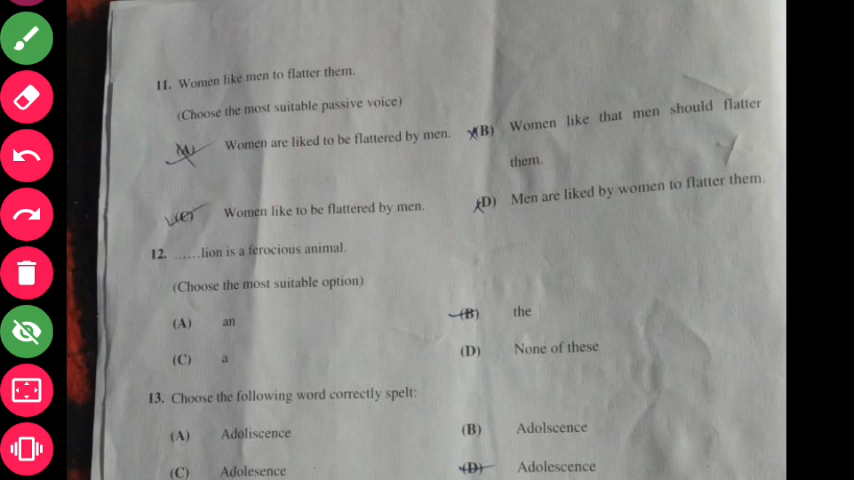 11. Women like men to flatter them.
(Choose the most suitable passive voice)
Women are liked to be flattered by men. (B) Women like that men should flatter
them.
Women like to be flattered by men. (D) Men are liked by women to flatter them.
12. ......lion is a ferocious animal.
(Choose the most suitable option)
(A) an (B) the
(C) a (D) None of these
13. Choose the following word correctly spelt:
(A) Adoliscence (B) Adolscence
(C) Adolesence (D) Adolescence